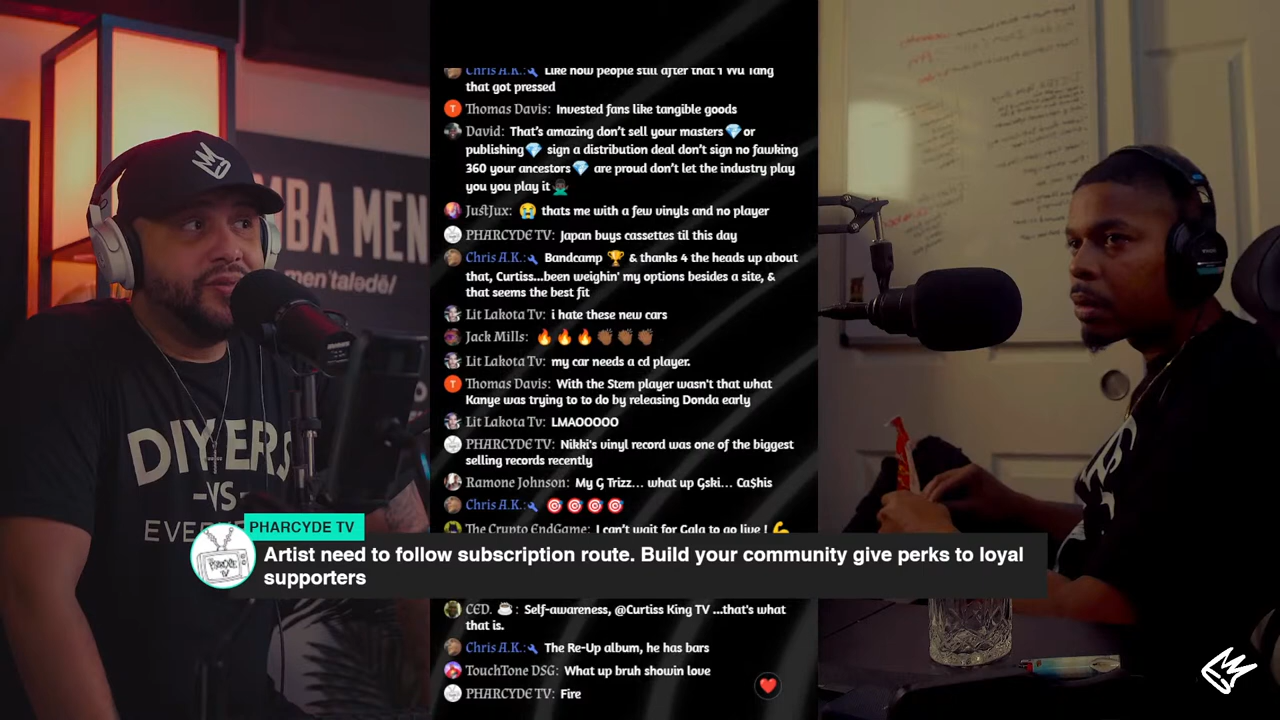 MBA MEN
men'talədē/
DIYERS
-VS-
Chris A.K.: Like how people still after that 1 Wu Tang
that got pressed
T Thomas Davis: Invested fans like tangible goods
David: That's amazing don't sell your masters💎or
publishing💎 sign a distribution deal don't sign no fawking
360 your ancestors💎 are proud don't let the industry play
you you play it🙅🏿‍♂️
JustJux: 😭 thats me with a few vinyls and no player
PHARCYDE TV: Japan buys cassettes til this day
Chris A.K.: Bandcamp 🏆 & thanks 4 the heads up about
that, Curtiss...been weighin' my options besides a site, &
that seems the best fit
Lit Lakota Tv: i hate these new cars
Jack Mills: 🔥🔥🔥👏🏾👏🏾👏🏾
Lit Lakota Tv: my car needs a cd player.
T Thomas Davis: With the Stem player wasn't that what
Kanye was trying to to do by releasing Donda early
Lit Lakota Tv: LMAOOOOO
PHARCYDE TV: Nikki's vinyl record was one of the biggest
selling records recently
Ramone Johnson: My G Trizz... what up Gski... Ca$his
Chris A.K.: 🎯🎯🎯🎯
The Crypto EndGame: I can't wait for Gala to go live ! 💪
PHARCYDE TV
Artist need to follow subscription route. Build your community give perks to loyal
supporters
CED. ☕ : Self-awareness, @Curtiss King TV ...that's what
that is.
Chris A.K.: The Re-Up album, he has bars
TouchTone DSG: What up bruh showin love
PHARCYDE TV: Fire